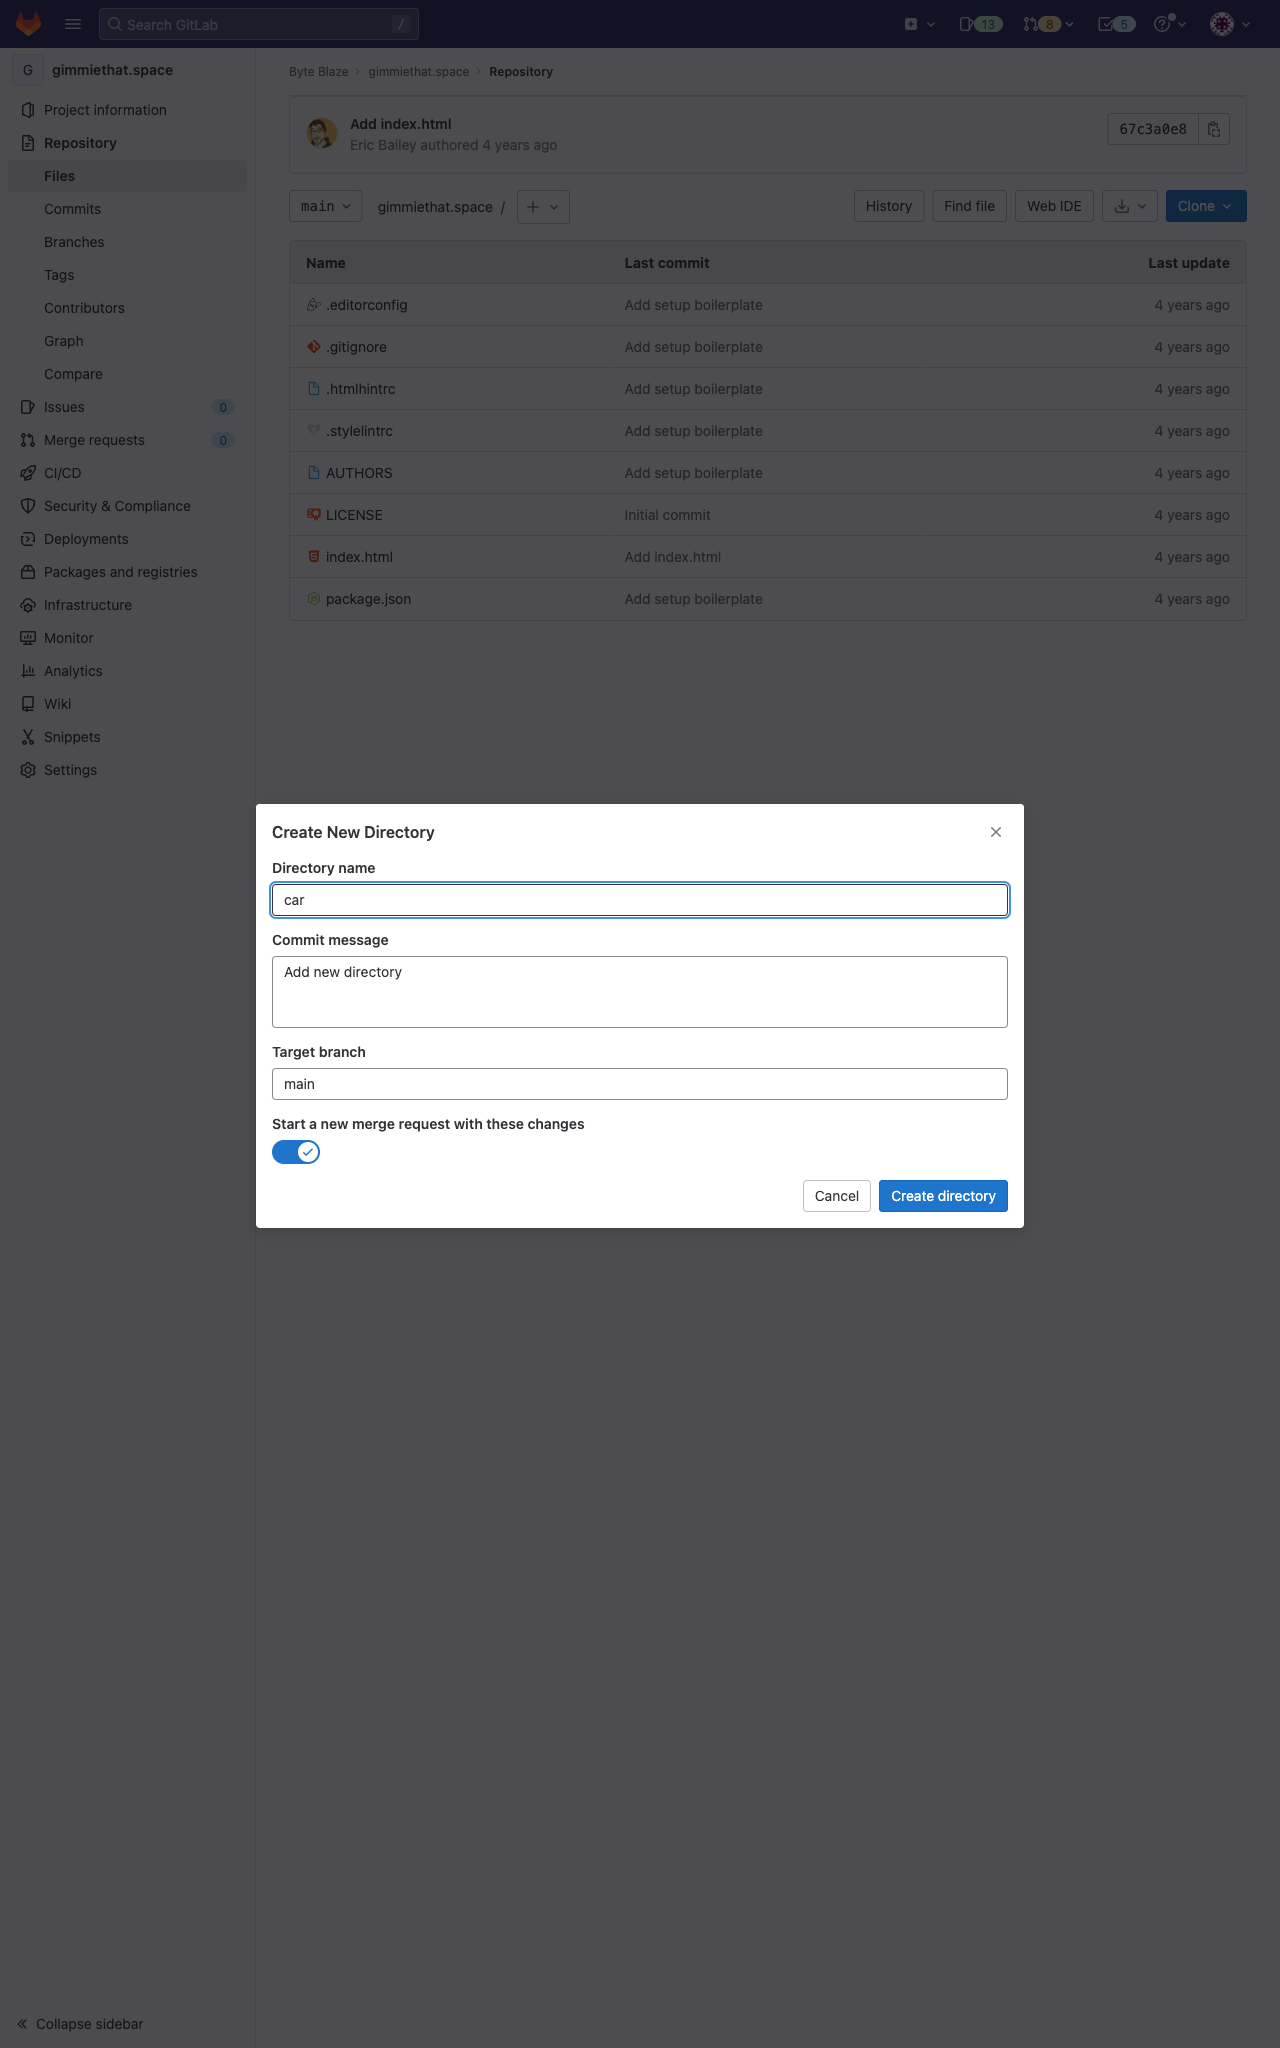 Search GitLab /
13
8
5
G gimmiethat.space
Project information
Repository
Files
Commits
Branches
Tags
Contributors
Graph
Compare
Issues 0
Merge requests 0
CI/CD
Security & Compliance
Deployments
Packages and registries
Infrastructure
Monitor
Analytics
Wiki
Snippets
Settings
Collapse sidebar
Byte Blaze > gimmiethat.space > Repository
Add index.html
Eric Bailey authored 4 years ago
67c3a0e8
main gimmiethat.space / + History Find file Web IDE Clone
Name Last commit Last update
.editorconfig Add setup boilerplate 4 years ago
.gitignore Add setup boilerplate 4 years ago
.htmlhintrc Add setup boilerplate 4 years ago
.stylelintrc Add setup boilerplate 4 years ago
AUTHORS Add setup boilerplate 4 years ago
LICENSE Initial commit 4 years ago
index.html Add index.html 4 years ago
package.json Add setup boilerplate 4 years ago
Create New Directory
Directory name
car
Commit message
Add new directory
Target branch
main
Start a new merge request with these changes
Cancel Create directory